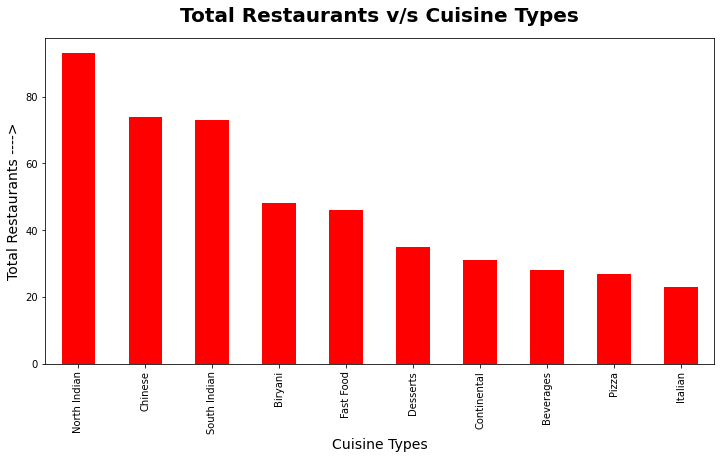 Total Restaurants v/s Cuisine Types
Total Restaurants ---->
80
60
40
20
0
North Indian
Chinese
South Indian
Biryani
Fast Food
Desserts
Continental
Beverages
Pizza
Italian
Cuisine Types